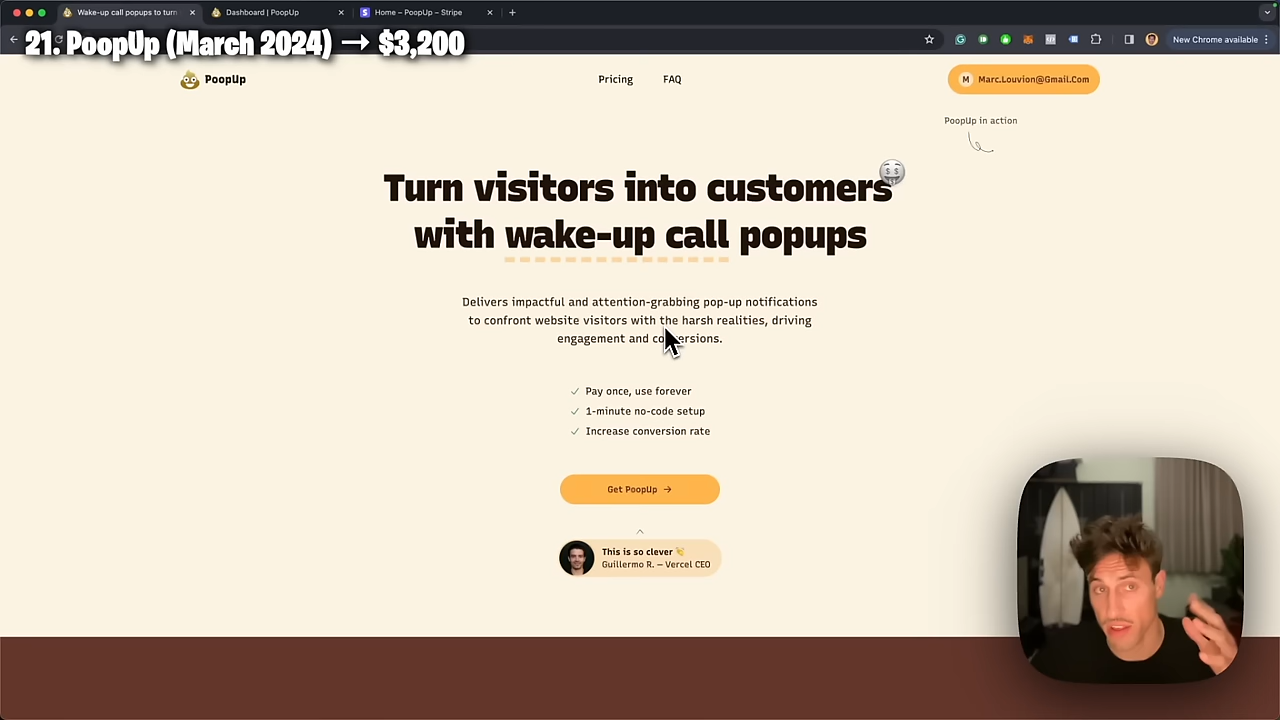 Wake-up call popups to turn
Dashboard | PoopUp
Home – PoopUp – Stripe
21. PoopUp (March 2024) → $3,200
New Chrome available
PoopUp
Pricing
FAQ
M Marc.Louvion@Gmail.Com
PoopUp in action
Turn visitors into customers
with wake-up call popups
Delivers impactful and attention-grabbing pop-up notifications
to confront website visitors with the harsh realities, driving
engagement and conversions.
Pay once, use forever
1-minute no-code setup
Increase conversion rate
Get PoopUp →
This is so clever
Guillermo R. – Vercel CEO